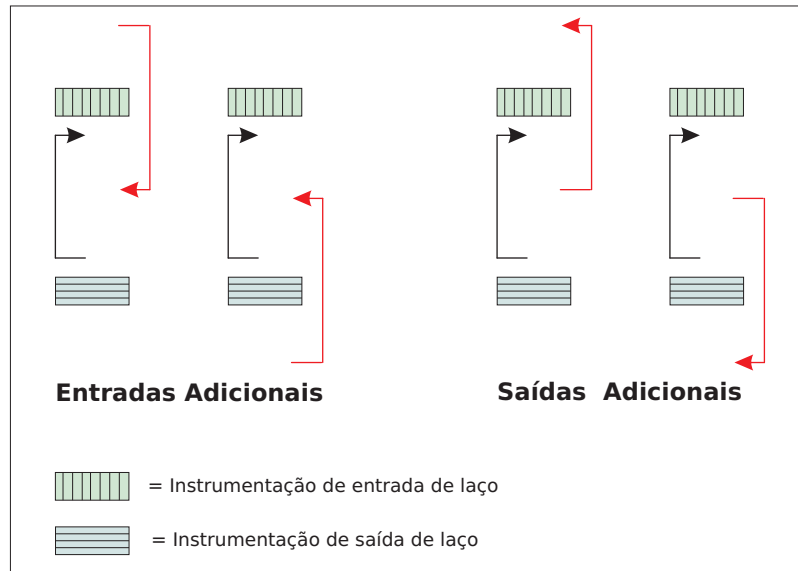 Entradas Adicionais
Saídas Adicionais
= Instrumentação de entrada de laço
= Instrumentação de saída de laço